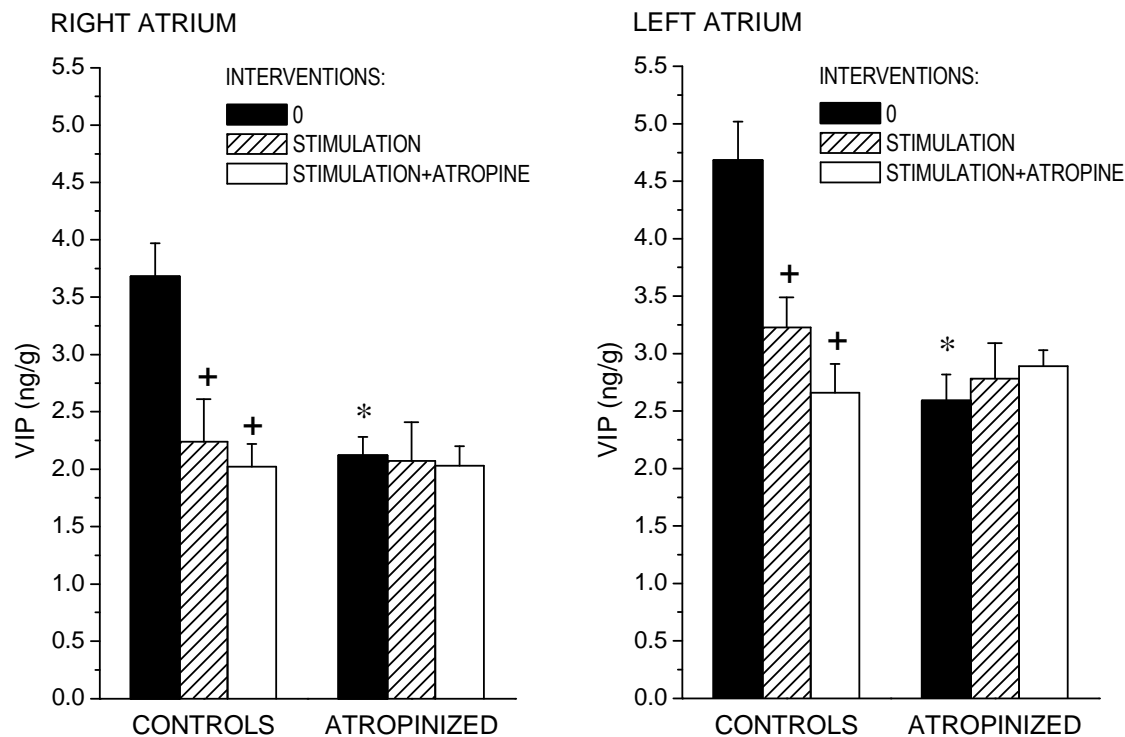 RIGHT ATRIUM
INTERVENTIONS:
0
STIMULATION
STIMULATION+ATROPINE
5.5
5.0
4.5
4.0
3.5
3.0
2.5
2.0
1.5
1.0
0.5
0.0
VIP (ng/g)
+
+
*
CONTROLS ATROPINIZED
LEFT ATRIUM
INTERVENTIONS:
0
STIMULATION
STIMULATION+ATROPINE
5.5
5.0
4.5
4.0
3.5
3.0
2.5
2.0
1.5
1.0
0.5
0.0
VIP (ng/g)
+
+
*
CONTROLS ATROPINIZED